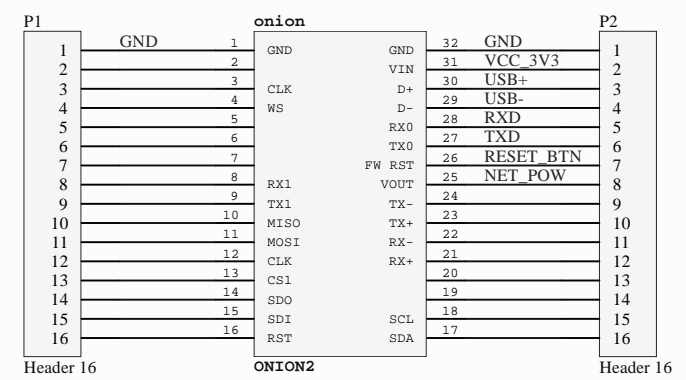 P1 onion P2
1 GND 1 GND GND 32 GND 1
2 2 VIN 31 VCC_3V3 2
3 3 CLK D+ 30 USB+ 3
4 4 WS D- 29 USB- 4
5 5 RX0 28 RXD 5
6 6 TX0 27 TXD 6
7 7 FW RST 26 RESET_BTN 7
8 8 RX1 VOUT 25 NET_POW 8
9 9 TX1 TX- 24 9
10 10 MISO TX+ 23 10
11 11 MOSI RX- 22 11
12 12 CLK RX+ 21 12
13 13 CS1 20 13
14 14 SDO 19 14
15 15 SDI SCL 18 15
16 16 RST SDA 17 16
Header 16 ONION2 Header 16